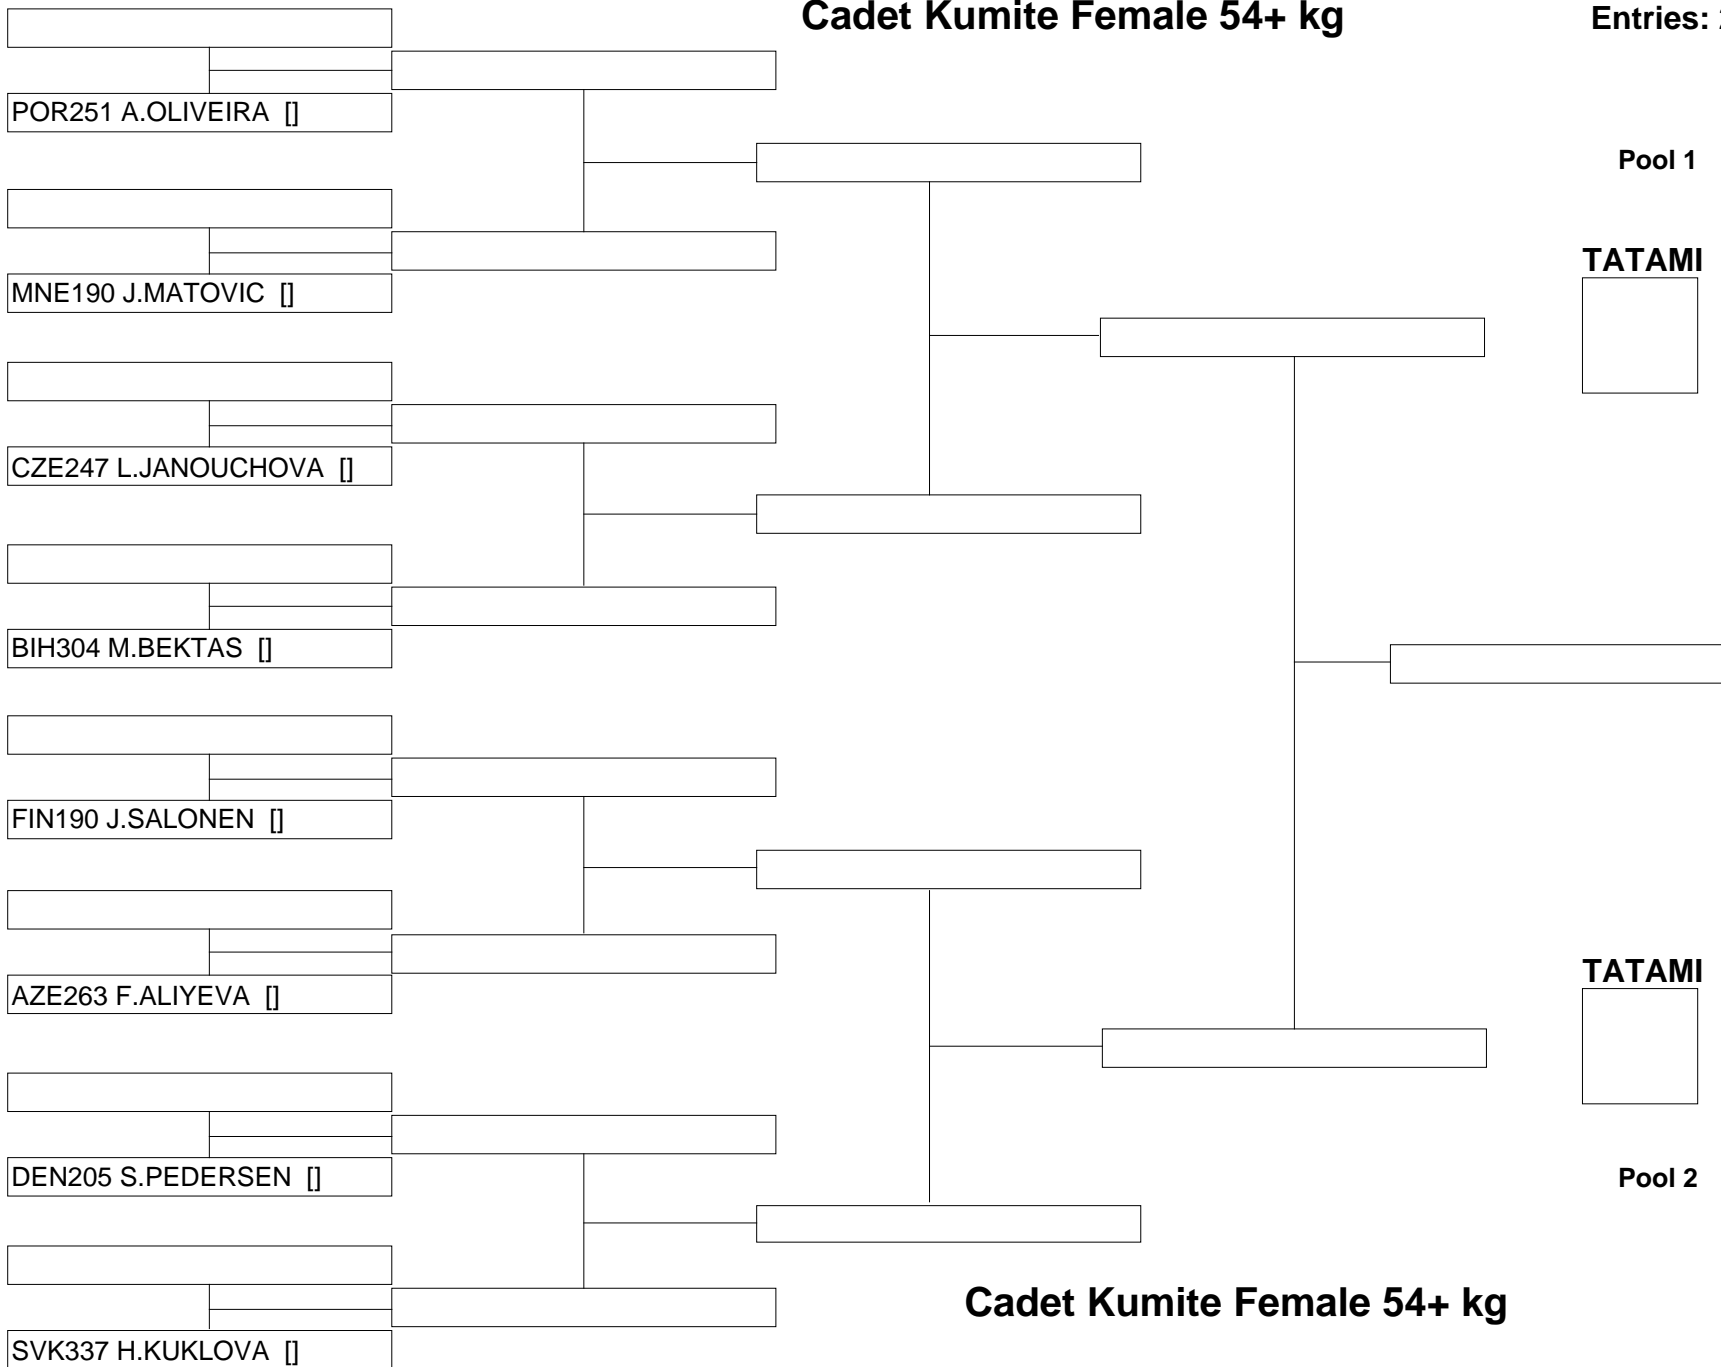 Cadet Kumite Female 54+ kg
Entries:
POR251 A.OLIVEIRA []
Pool 1
MNE190 J.MATOVIC []
TATAMI
CZE247 L.JANOUCHOVA []
BIH304 M.BEKTAS []
FIN190 J.SALONEN []
AZE263 F.ALIYEVA []
TATAMI
DEN205 S.PEDERSEN []
Pool 2
Cadet Kumite Female 54+ kg
SVK337 H.KUKLOVA []